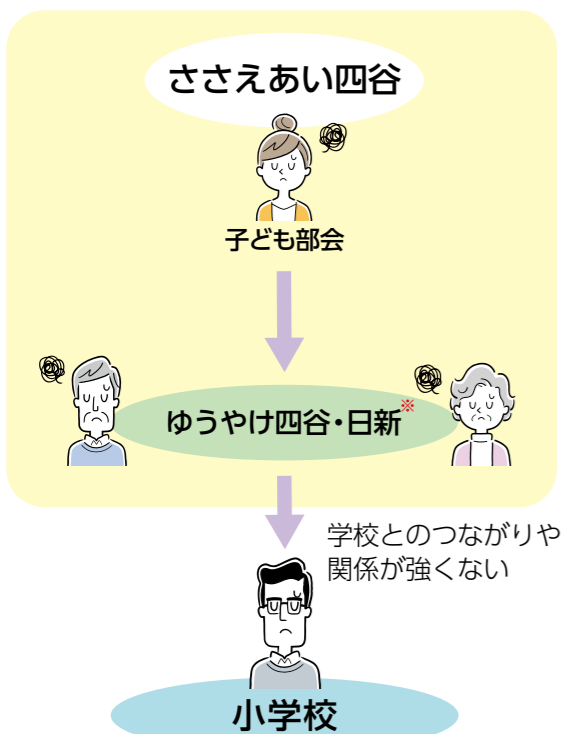 ささえあい四谷
子ども部会
ゆうやけ四谷・日新※
学校とのつながりや
関係が強くない
小学校